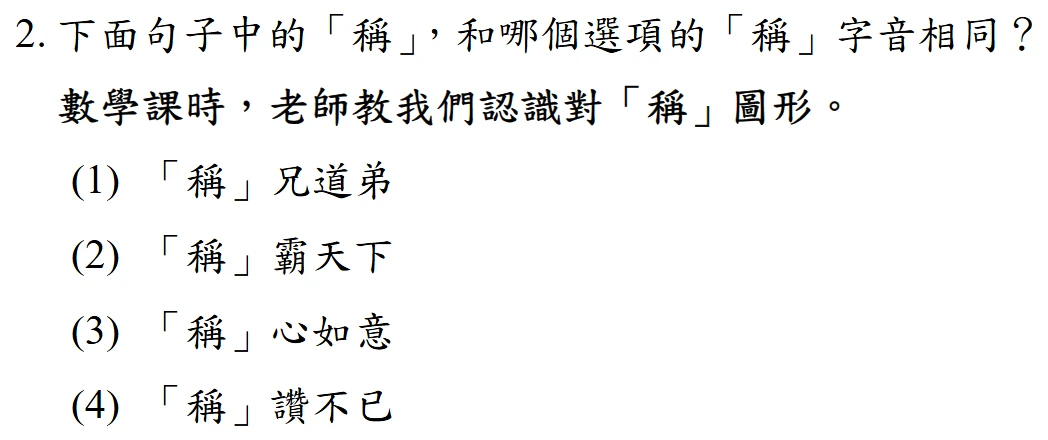 2. 下面句子中的「稱」，和哪個選項的「稱」字音相同？
數學課時，老師教我們認識對「稱」圖形。
(1) 「稱」兄道弟
(2) 「稱」霸天下
(3) 「稱」心如意
(4) 「稱」讚不已